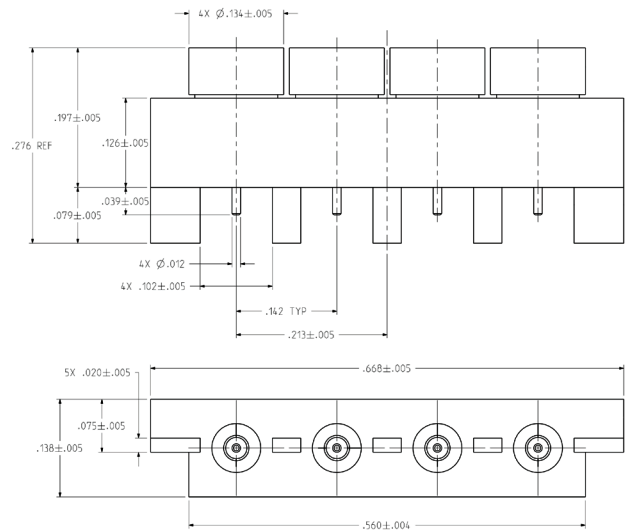 4X Ø.134±.005
.197±.005
.126±.005
.276 REF
.039±.005
.079±.005
4X Ø.012
4X .102±.005
.142 TYP
.213±.005
5X .020±.005
.668±.005
.075±.005
.138±.005
.560±.004